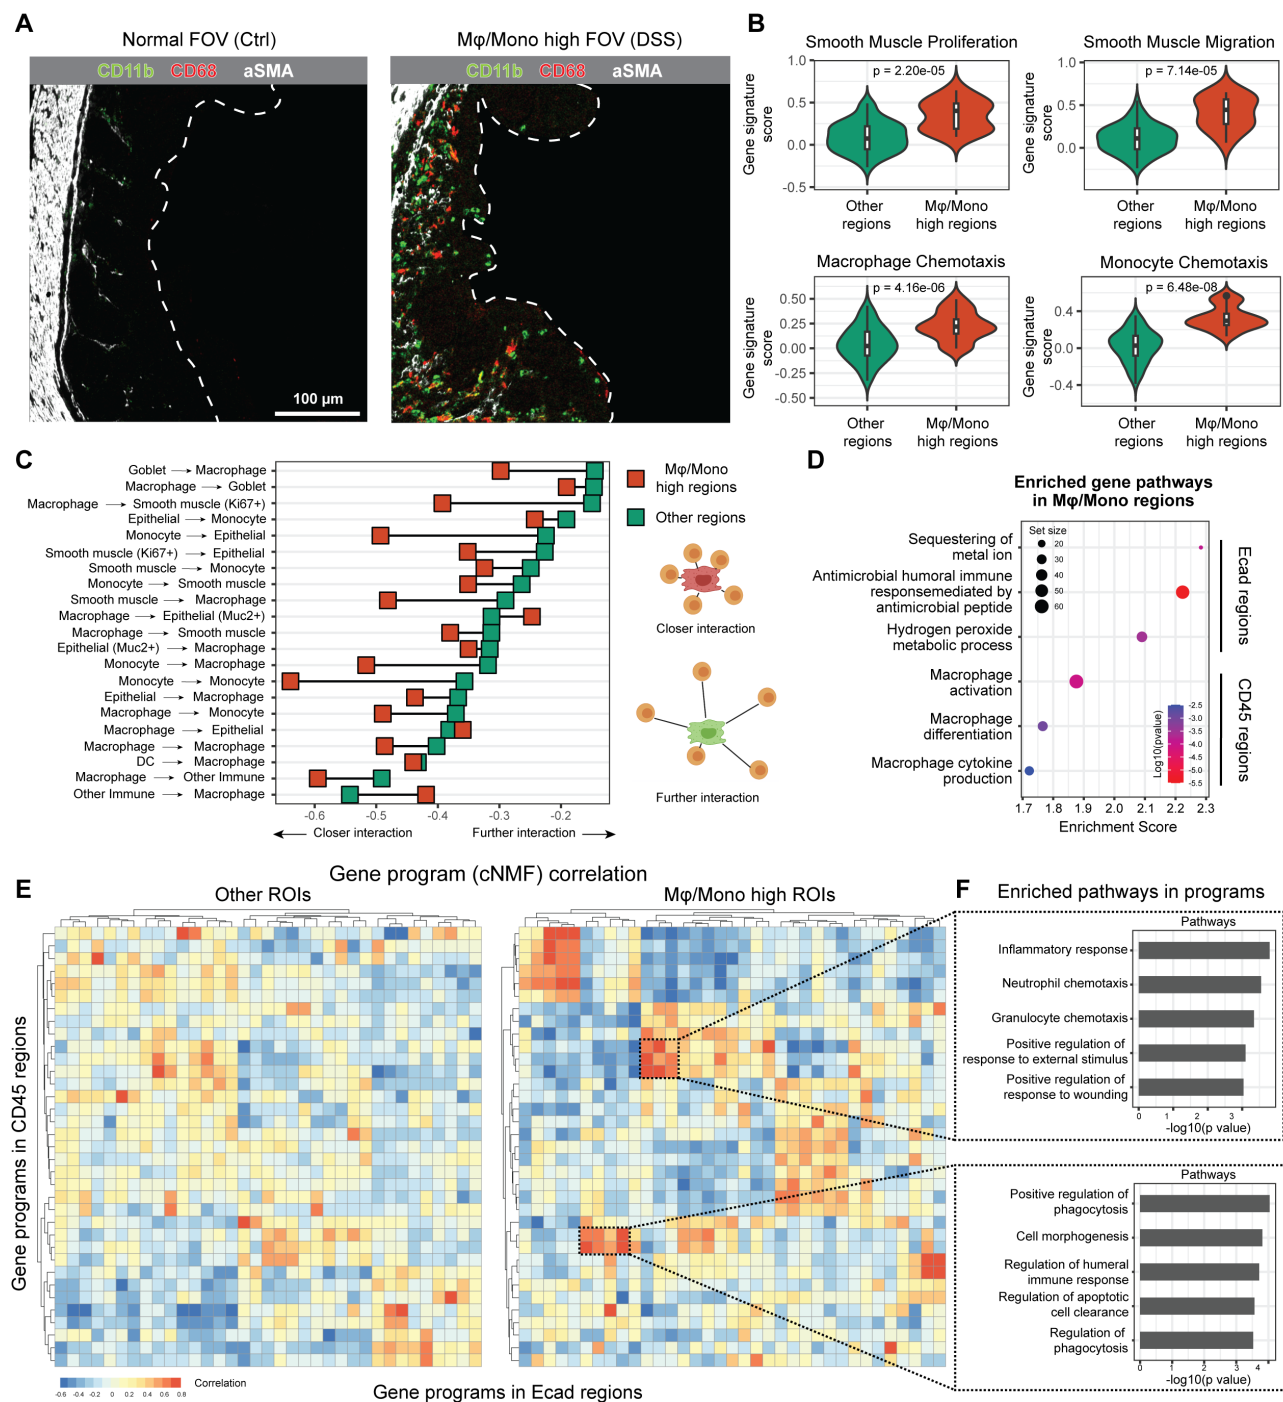 A
Normal FOV (Ctrl)
CD11b CD68 aSMA
100 µm
Mφ/Mono high FOV (DSS)
CD11b CD68 aSMA
B
Smooth Muscle Proliferation
p = 2.20e-05
Gene signature
score
1.0
0.5
0.0
-0.5
Other
regions
Mφ/Mono
high regions
Smooth Muscle Migration
p = 7.14e-05
Gene signature
score
1.0
0.5
0.0
Other
regions
Mφ/Mono
high regions
Macrophage Chemotaxis
p = 4.16e-06
Gene signature
score
0.50
0.25
0.00
-0.25
-0.50
Other
regions
Mφ/Mono
high regions
Monocyte Chemotaxis
p = 6.48e-08
Gene signature
score
0.4
0.0
-0.4
Other
regions
Mφ/Mono
high regions
C
Goblet → Macrophage
Macrophage → Goblet
Macrophage → Smooth muscle (Ki67+)
Epithelial → Monocyte
Monocyte → Epithelial
Smooth muscle (Ki67+) → Epithelial
Smooth muscle → Monocyte
Monocyte → Smooth muscle
Smooth muscle → Macrophage
Macrophage → Epithelial (Muc2+)
Macrophage → Smooth muscle
Epithelial (Muc2+) → Macrophage
Monocyte → Macrophage
Monocyte → Monocyte
Epithelial → Macrophage
Macrophage → Monocyte
Macrophage → Epithelial
Macrophage → Macrophage
DC → Macrophage
Macrophage → Other Immune
Other Immune → Macrophage
-0.6 -0.5 -0.4 -0.3 -0.2
Closer interaction Further interaction
Mφ/Mono
high regions
Other regions
Closer interaction
Further interaction
D
Enriched gene pathways
in Mφ/Mono regions
Sequestering of
metal ion
Antimicrobial humoral immune
responsemediated by
antimicrobial peptide
Hydrogen peroxide
metabolic process
Macrophage
activation
Macrophage
differentiation
Macrophage cytokine
production
Set size
20
30
40
50
60
Log10(pvalue)
-2.5
-3.0
-3.5
-4.0
-4.5
-5.0
-5.5
1.7 1.8 1.9 2.0 2.1 2.2 2.3
Enrichment Score
Ecad regions
CD45 regions
E
Gene program (cNMF) correlation
Other ROIs
Mφ/Mono high ROIs
Gene programs in CD45 regions
Gene programs in Ecad regions
-0.6 -0.4 -0.2 0 0.2 0.4 0.6 0.8
Correlation
F
Enriched pathways in programs
Pathways
Inflammatory response
Neutrophil chemotaxis
Granulocyte chemotaxis
Positive regulation of
response to external stimulus
Positive regulation of
response to wounding
0 1 2 3
-log10(p value)
Pathways
Positive regulation of
phagocytosis
Cell morphogenesis
Regulation of humeral
immune response
Regulation of apoptotic
cell clearance
Regulation of
phagocytosis
0 1 2 3 4
-log10(p value)